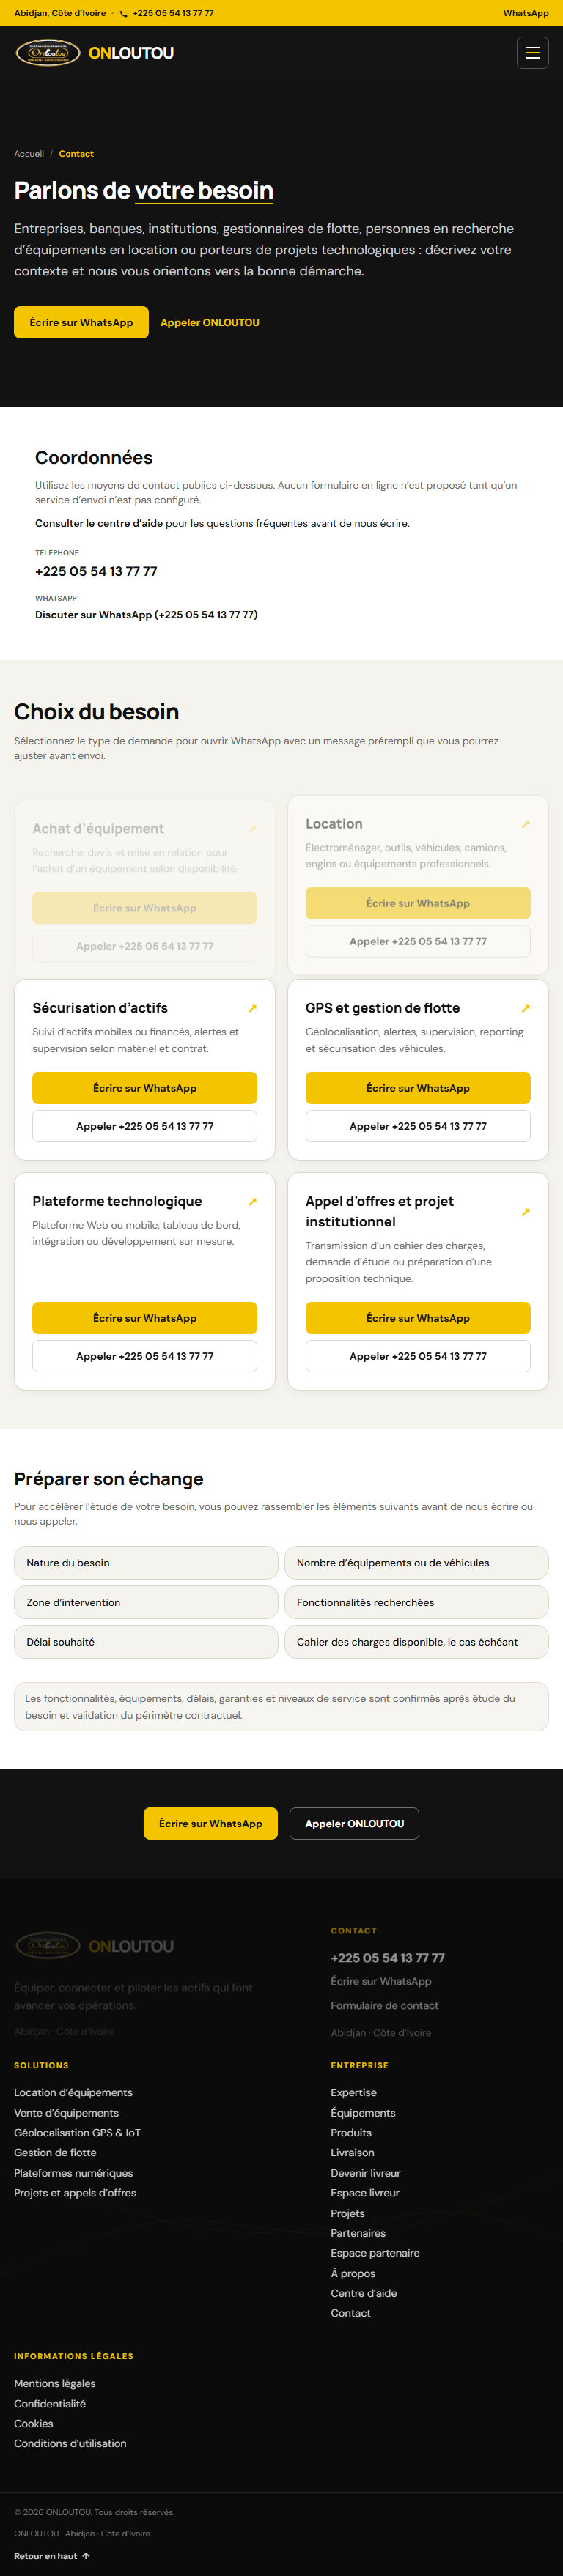 Abidjan, Côte d’Ivoire · +225 05 54 13 77 77
WhatsApp
Onloutou
ONLOUTOU
Accueil / Contact
Parlons de votre besoin
Entreprises, banques, institutions, gestionnaires de flotte, personnes en recherche
d’équipements en location ou porteurs de projets technologiques : décrivez votre
contexte et nous vous orientons vers la bonne démarche.
Écrire sur WhatsApp
Appeler ONLOUTOU
Coordonnées
Utilisez les moyens de contact publics ci-dessous. Aucun formulaire en ligne n’est proposé tant qu’un
service d’envoi n’est pas configuré.
Consulter le centre d’aide pour les questions fréquentes avant de nous écrire.
TÉLÉPHONE
+225 05 54 13 77 77
WHATSAPP
Discuter sur WhatsApp (+225 05 54 13 77 77)
Choix du besoin
Sélectionnez le type de demande pour ouvrir WhatsApp avec un message prérempli que vous pourrez
ajuster avant envoi.
Achat d’équipement ↗
Recherche, devis et mise en relation pour
l’achat d’un équipement selon disponibilité.
Écrire sur WhatsApp
Appeler +225 05 54 13 77 77
Location ↗
Électroménager, outils, véhicules, camions,
engins ou équipements professionnels.
Écrire sur WhatsApp
Appeler +225 05 54 13 77 77
Sécurisation d’actifs ↗
Suivi d’actifs mobiles ou financés, alertes et
supervision selon matériel et contrat.
Écrire sur WhatsApp
Appeler +225 05 54 13 77 77
GPS et gestion de flotte ↗
Géolocalisation, alertes, supervision, reporting
et sécurisation des véhicules.
Écrire sur WhatsApp
Appeler +225 05 54 13 77 77
Plateforme technologique ↗
Plateforme Web ou mobile, tableau de bord,
intégration ou développement sur mesure.
Écrire sur WhatsApp
Appeler +225 05 54 13 77 77
Appel d’offres et projet
institutionnel ↗
Transmission d’un cahier des charges,
demande d’étude ou préparation d’une
proposition technique.
Écrire sur WhatsApp
Appeler +225 05 54 13 77 77
Préparer son échange
Pour accélérer l’étude de votre besoin, vous pouvez rassembler les éléments suivants avant de nous écrire ou
nous appeler.
Nature du besoin
Nombre d’équipements ou de véhicules
Zone d’intervention
Fonctionnalités recherchées
Délai souhaité
Cahier des charges disponible, le cas échéant
Les fonctionnalités, équipements, délais, garanties et niveaux de service sont confirmés après étude du
besoin et validation du périmètre contractuel.
Écrire sur WhatsApp
Appeler ONLOUTOU
Onloutou
ONLOUTOU
Équiper, connecter et piloter les actifs qui font
avancer vos opérations.
Abidjan · Côte d’Ivoire
CONTACT
+225 05 54 13 77 77
Écrire sur WhatsApp
Formulaire de contact
Abidjan · Côte d’Ivoire
SOLUTIONS
Location d’équipements
Vente d’équipements
Géolocalisation GPS & IoT
Gestion de flotte
Plateformes numériques
Projets et appels d’offres
ENTREPRISE
Expertise
Équipements
Produits
Livraison
Devenir livreur
Espace livreur
Projets
Partenaires
Espace partenaire
À propos
Centre d’aide
Contact
INFORMATIONS LÉGALES
Mentions légales
Confidentialité
Cookies
Conditions d’utilisation
© 2026 ONLOUTOU. Tous droits réservés.
ONLOUTOU · Abidjan · Côte d’Ivoire
Retour en haut ↑